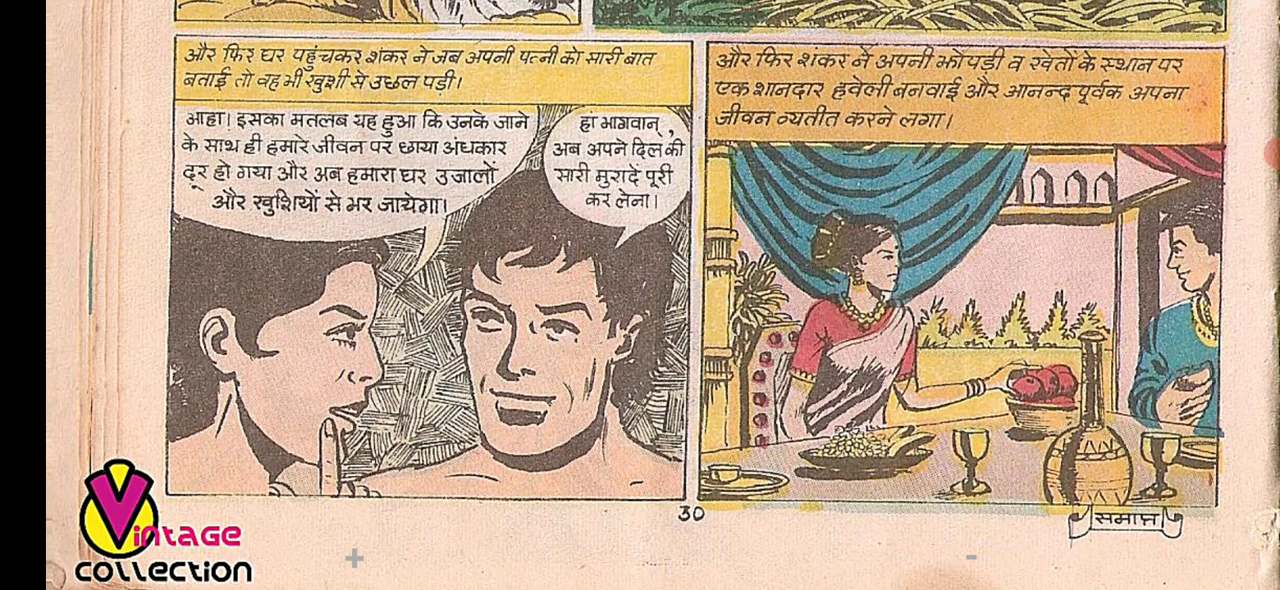 और फिर घर पहुंचकर शंकर ने जब अपनी पत्नी को सारी बात
बताई तो वह भी खुशी से उछल पड़ी।
आहा! इसका मतलब यह हुआ कि उनके जाने
के साथ ही हमारे जीवन पर छाया अंधकार
दूर हो गया और अब हमारा घर उजालों
और खुशियों से भर जायेगा।
हा भागवान,
अब अपने दिल की
सारी मुरादें पूरी
कर लेना।
और फिर शंकर ने अपनी झोंपड़ी व खेतों के स्थान पर
एक शानदार हवेली बनवाई और आनन्द पूर्वक अपना
जीवन व्यतीत करने लगा।
30
समाप्त
Vintage
collection